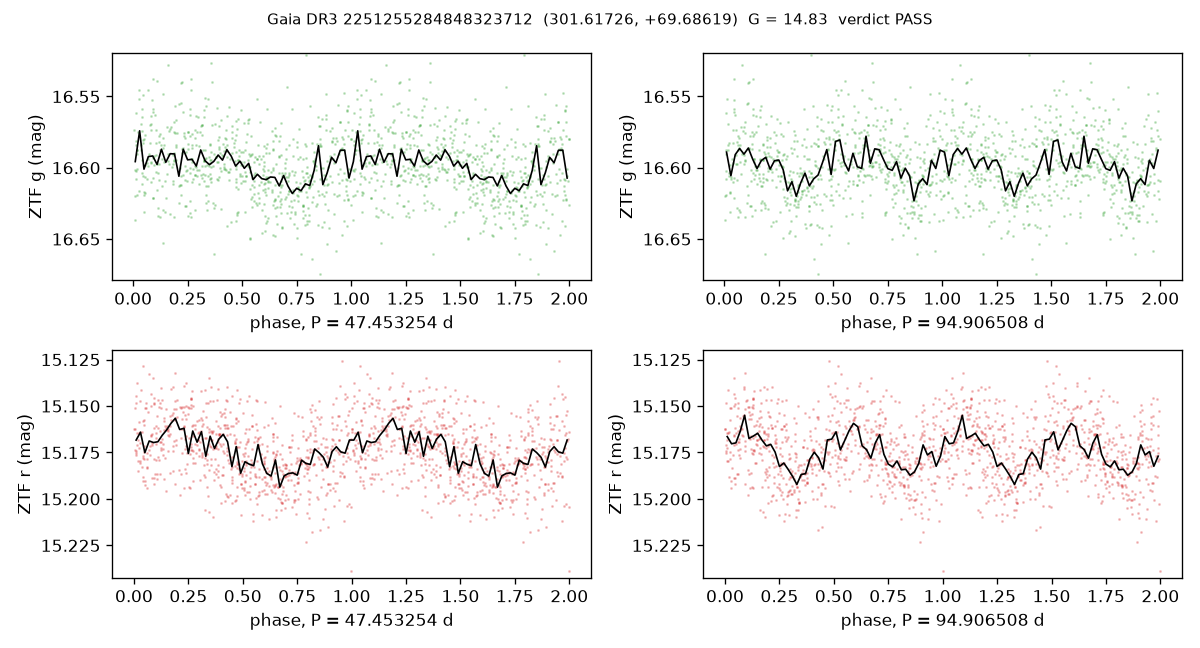 Gaia DR3 2251255284848323712 (301.61726, +69.68619) G = 14.83 verdict PASS
ZTF g (mag)
16.55
16.60
16.65
0.00 0.25 0.50 0.75 1.00 1.25 1.50 1.75 2.00
phase, P = 47.453254 d
ZTF g (mag)
16.55
16.60
16.65
0.00 0.25 0.50 0.75 1.00 1.25 1.50 1.75 2.00
phase, P = 94.906508 d
ZTF r (mag)
15.125
15.150
15.175
15.200
15.225
0.00 0.25 0.50 0.75 1.00 1.25 1.50 1.75 2.00
phase, P = 47.453254 d
ZTF r (mag)
15.125
15.150
15.175
15.200
15.225
0.00 0.25 0.50 0.75 1.00 1.25 1.50 1.75 2.00
phase, P = 94.906508 d